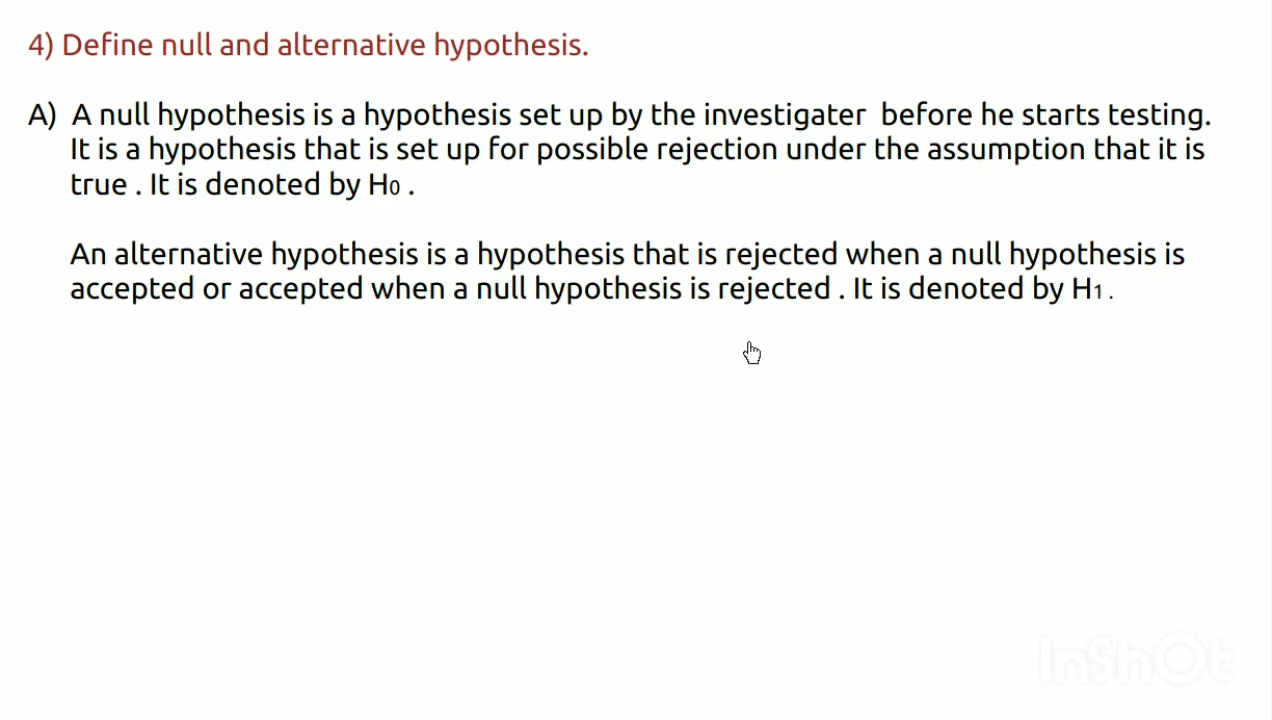 4) Define null and alternative hypothesis.
A) A null hypothesis is a hypothesis set up by the investigater before he starts testing.
It is a hypothesis that is set up for possible rejection under the assumption that it is
true . It is denoted by H₀ .
An alternative hypothesis is a hypothesis that is rejected when a null hypothesis is
accepted or accepted when a null hypothesis is rejected . It is denoted by H₁ .
InShOt